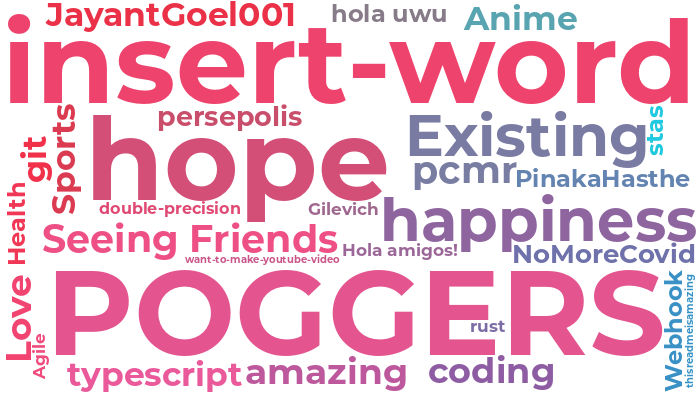 JayantGoel001
hola uwu
Anime
insert-word
persepolis
Existing
stas
git
Sports
hope
pcmr
PinakaHasthe
Health
double-precision
Gilevich
happiness
Seeing Friends
Hola amigos!
NoMoreCovid
want-to-make-youtube-video
Love
POGGERS
rust
Webhook
thisreadmeisamazing
Agile
typescript
amazing
coding